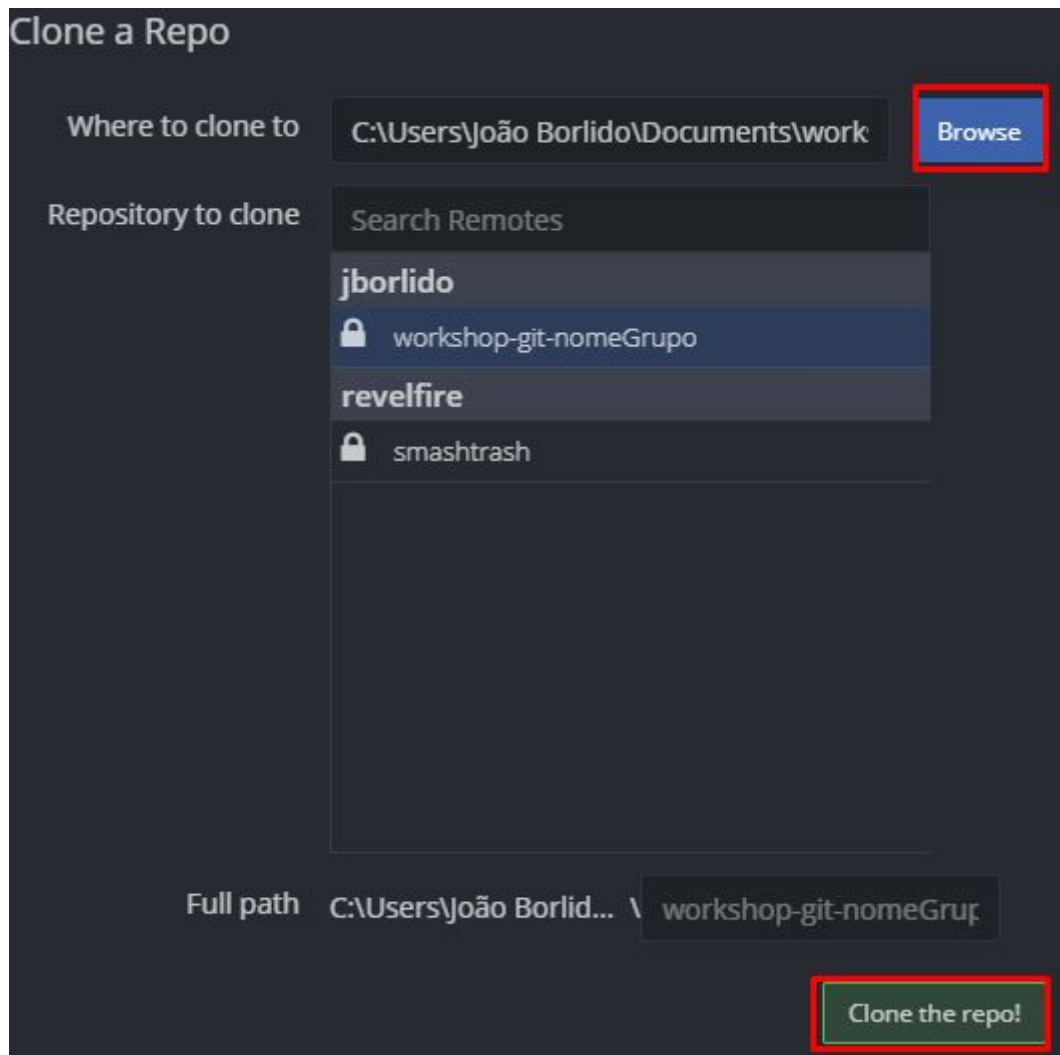 Clone a Repo
Where to clone to C:\Users\João Borlido\Documents\work Browse
Repository to clone Search Remotes
jborlido
workshop-git-nomeGrupo
revelfire
smashtrash
Full path C:\Users\João Borlid... \ workshop-git-nomeGrup
Clone the repo!